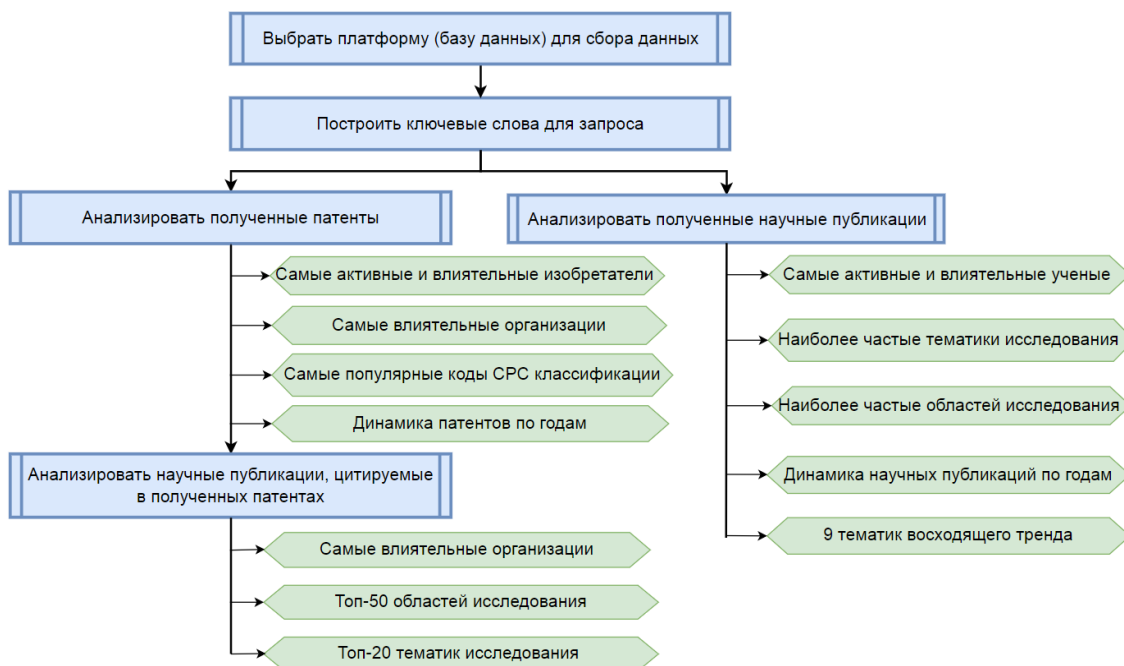 Выбрать платформу (базу данных) для сбора данных
Построить ключевые слова для запроса
Анализировать полученные патенты
Самые активные и влиятельные изобретатели
Самые влиятельные организации
Самые популярные коды CPC классификации
Динамика патентов по годам
Анализировать научные публикации, цитируемые
в полученных патентах
Самые влиятельные организации
Топ-50 областей исследования
Топ-20 тематик исследования
Анализировать полученные научные публикации
Самые активные и влиятельные ученые
Наиболее частые тематики исследования
Наиболее частые областей исследования
Динамика научных публикаций по годам
9 тематик восходящего тренда